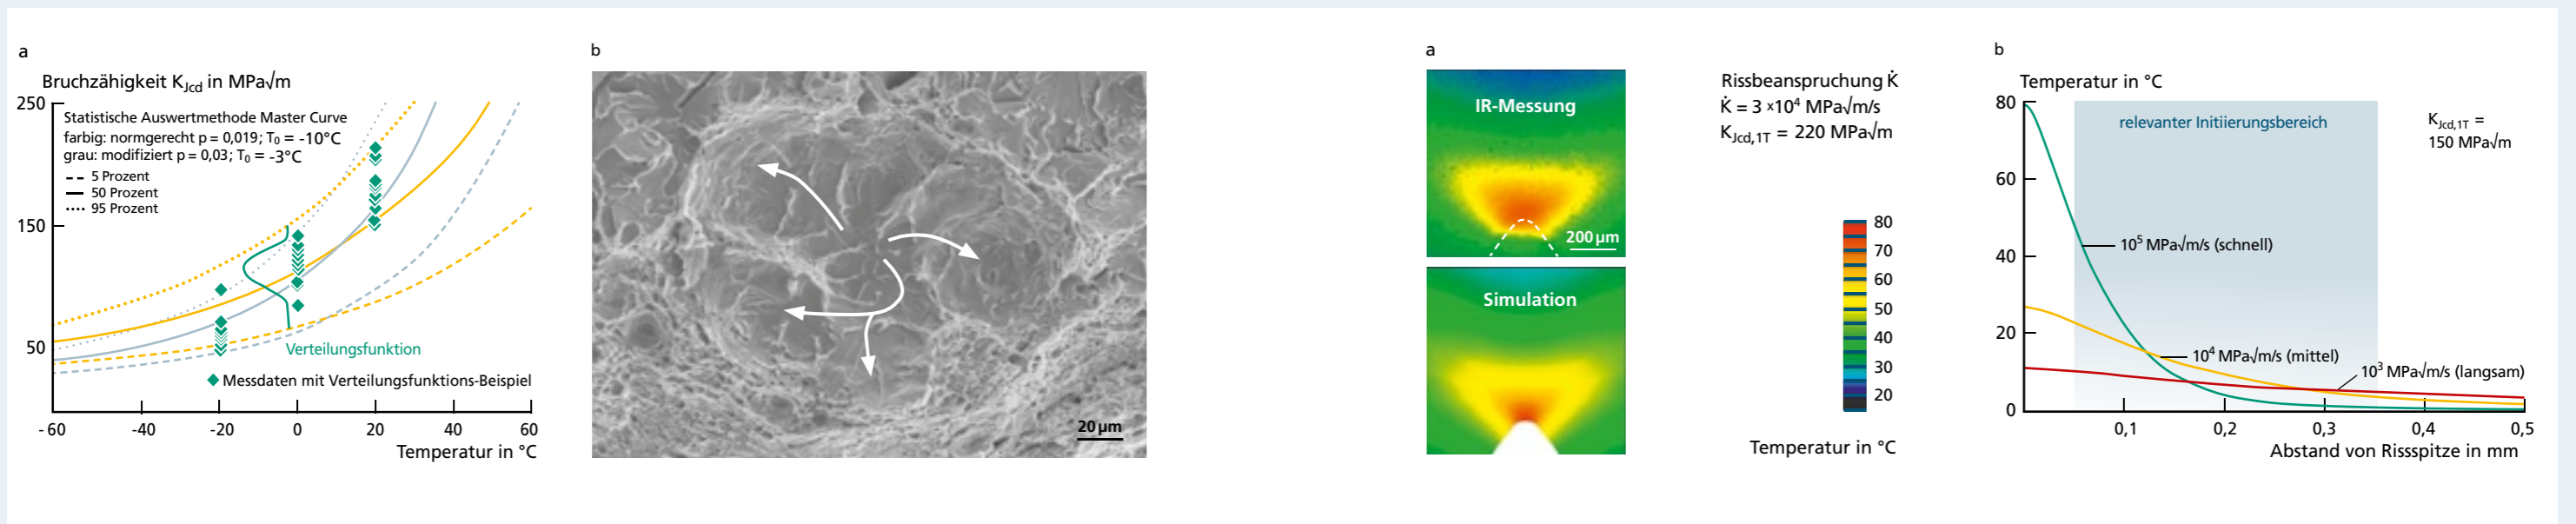 a
Bruchzähigkeit K_Jcd in MPa√m
250
150
50
Statistische Auswertmethode Master Curve
farbig: normgerecht p = 0,019; T₀ = -10°C
grau: modifiziert p = 0,03; T₀ = -3°C
5 Prozent
50 Prozent
95 Prozent
Verteilungsfunktion
Messdaten mit Verteilungsfunktions-Beispiel
-60 -40 -20 0 20 40 60
Temperatur in °C
b
20 µm
a
IR-Messung
200 µm
Simulation
Rissbeanspruchung K̇
K̇ = 3 ×10⁴ MPa√m/s
K_Jcd,1T = 220 MPa√m
80
70
60
50
40
30
20
Temperatur in °C
b
Temperatur in °C
80
60
40
20
0
relevanter Initiierungsbereich
K_Jcd,1T =
150 MPa√m
10⁵ MPa√m/s (schnell)
10⁴ MPa√m/s (mittel)
10³ MPa√m/s (langsam)
0,1 0,2 0,3 0,4 0,5
Abstand von Rissspitze in mm